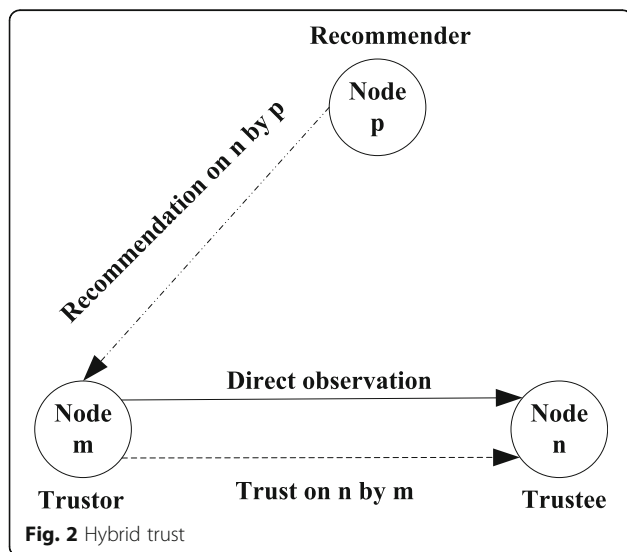 Recommender
Node
p
Recommendation on n by p
Direct observation
Node
m
Node
n
Trust on n by m
Trustor
Trustee
Fig. 2 Hybrid trust